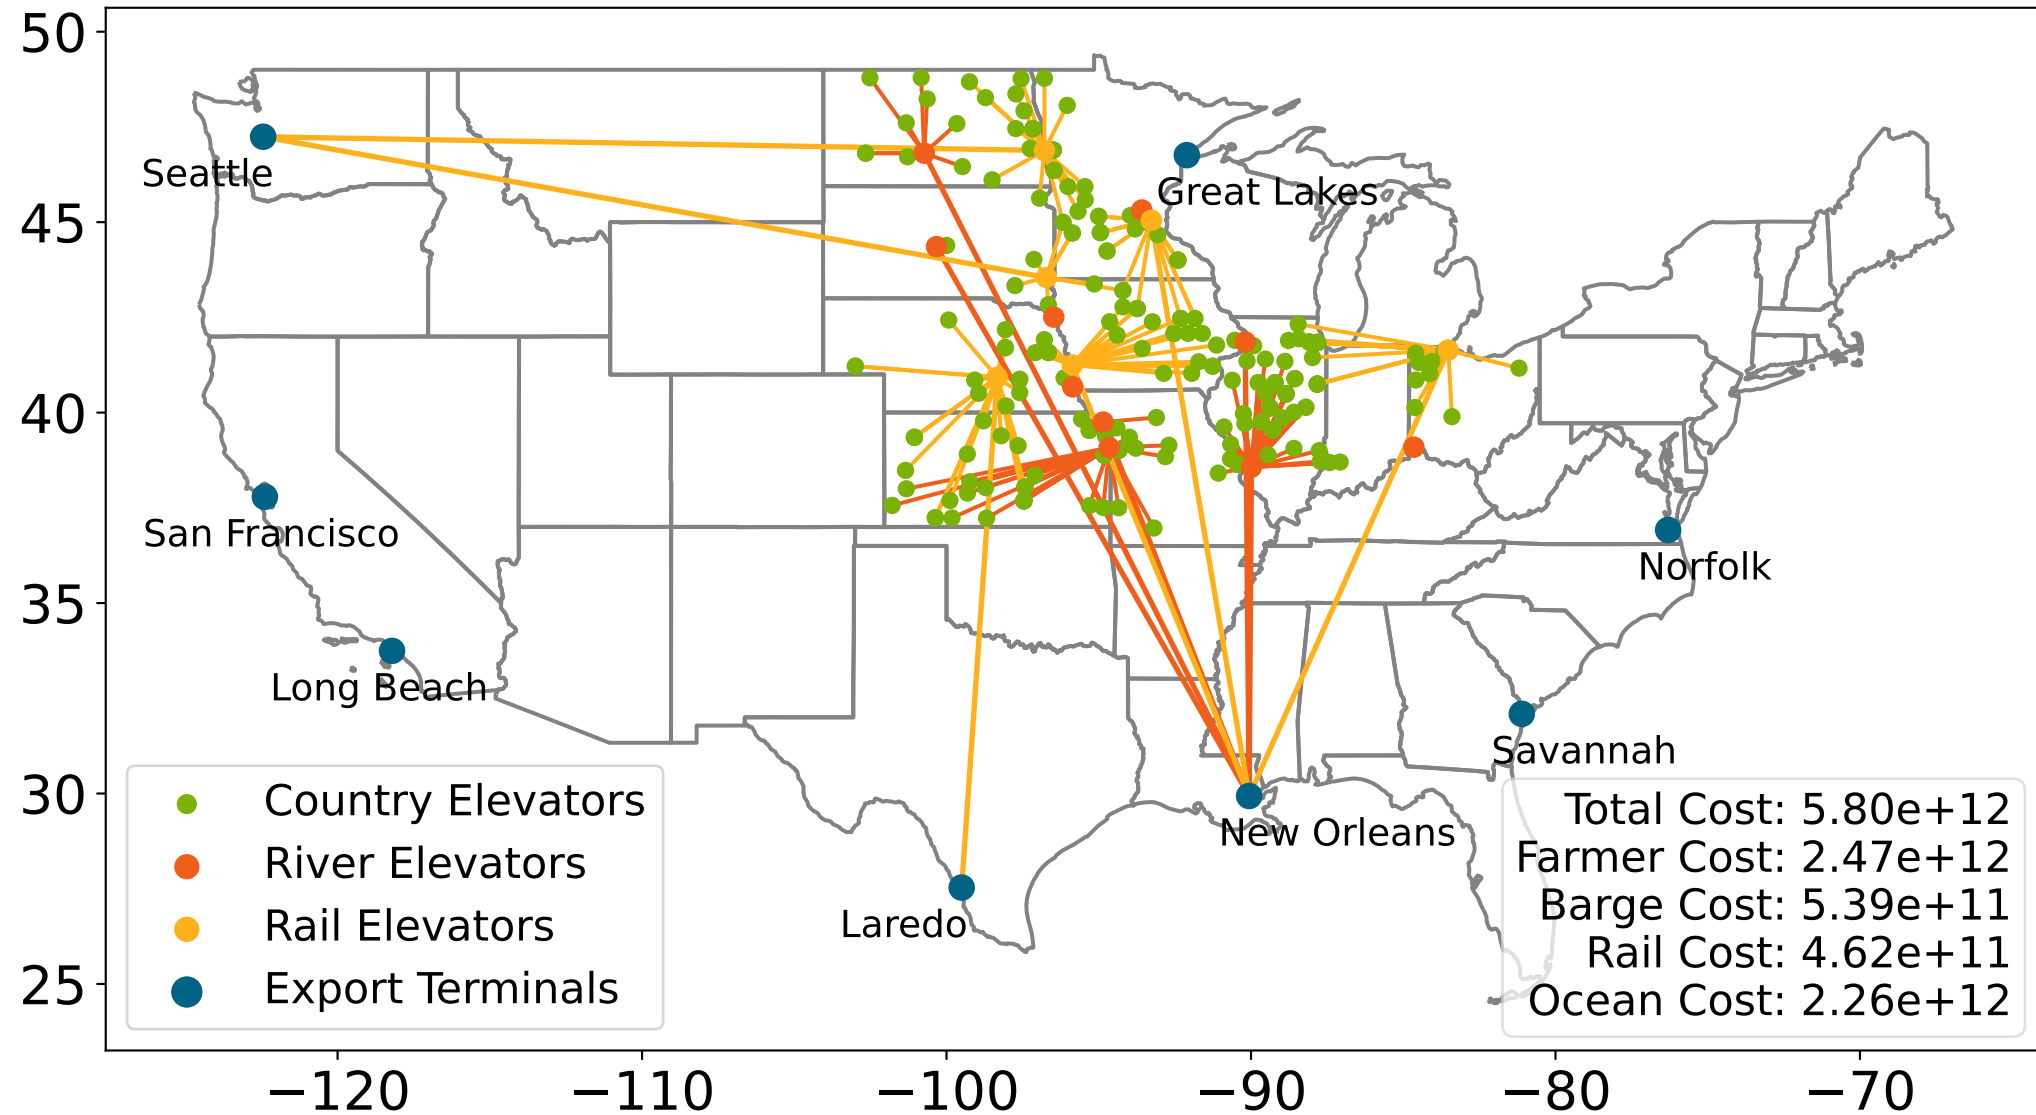 50
45
40
35
30
25
Seattle
Great Lakes
San Francisco
Norfolk
Long Beach
Savannah
New Orleans
Laredo
Country Elevators
River Elevators
Rail Elevators
Export Terminals
Total Cost: 5.80e+12
Farmer Cost: 2.47e+12
Barge Cost: 5.39e+11
Rail Cost: 4.62e+11
Ocean Cost: 2.26e+12
−120 −110 −100 −90 −80 −70